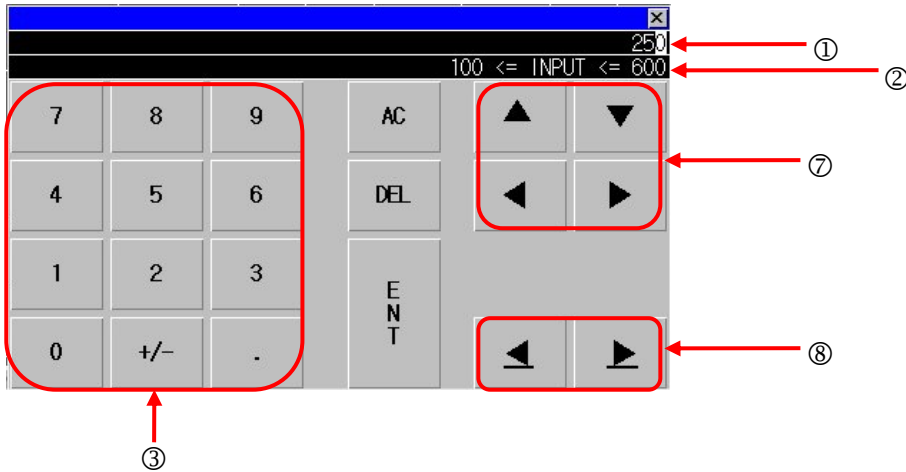 250 ①
100 <= INPUT <= 600 ②
7 8 9 AC
⑦
4 5 6 DEL
1 2 3
E
N
T
0 +/- .
⑧
③